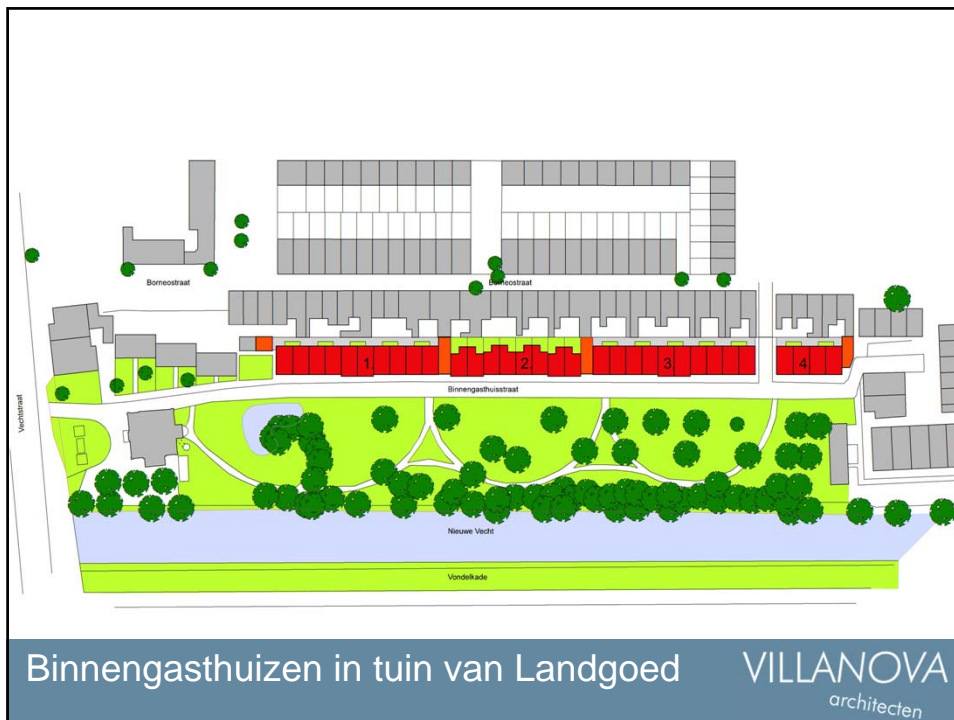 Borneostraat
Borneostraat
1.
2.
3.
4.
Binnengasthuisstraat
Vechtstraat
Nieuwe Vecht
Vondelkade
Binnengasthuizen in tuin van Landgoed
VILLANOVA
architecten